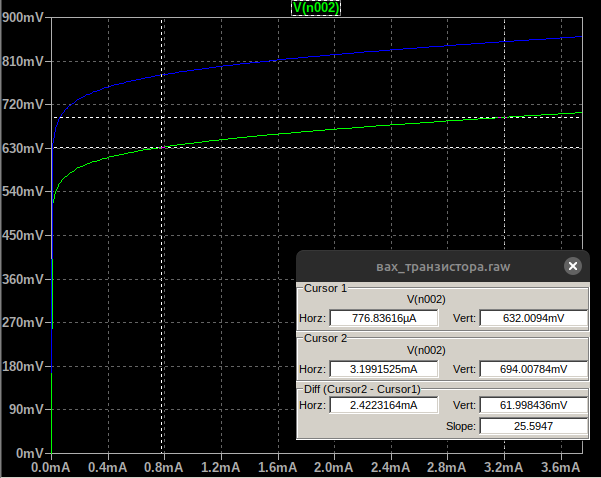 V(n002)
900mV
810mV
720mV
630mV
540mV
450mV
360mV
270mV
180mV
90mV
0mV
0.0mA 0.4mA 0.8mA 1.2mA 1.6mA 2.0mA 2.4mA 2.8mA 3.2mA 3.6mA
вах_транзистора.raw
Cursor 1
V(n002)
Horz: 776.83616µA Vert: 632.0094mV
Cursor 2
V(n002)
Horz: 3.1991525mA Vert: 694.00784mV
Diff (Cursor2 - Cursor1)
Horz: 2.4223164mA Vert: 61.998436mV
Slope: 25.5947